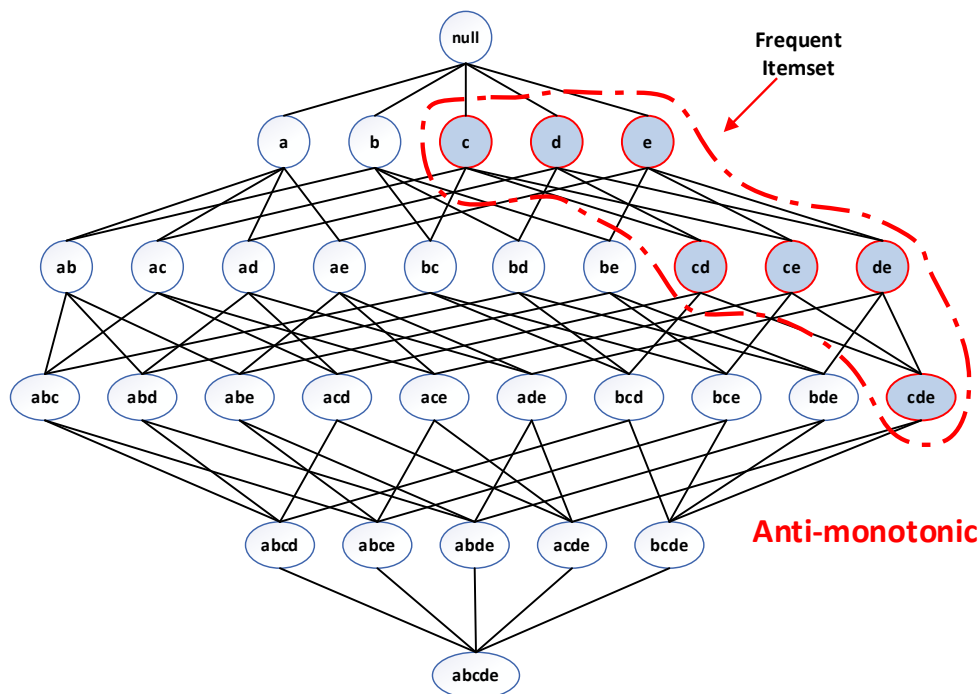 null
Frequent
Itemset
a b c d e
ab ac ad ae bc bd be cd ce de
abc abd abe acd ace ade bcd bce bde cde
abcd abce abde acde bcde
Anti-monotonic
abcde